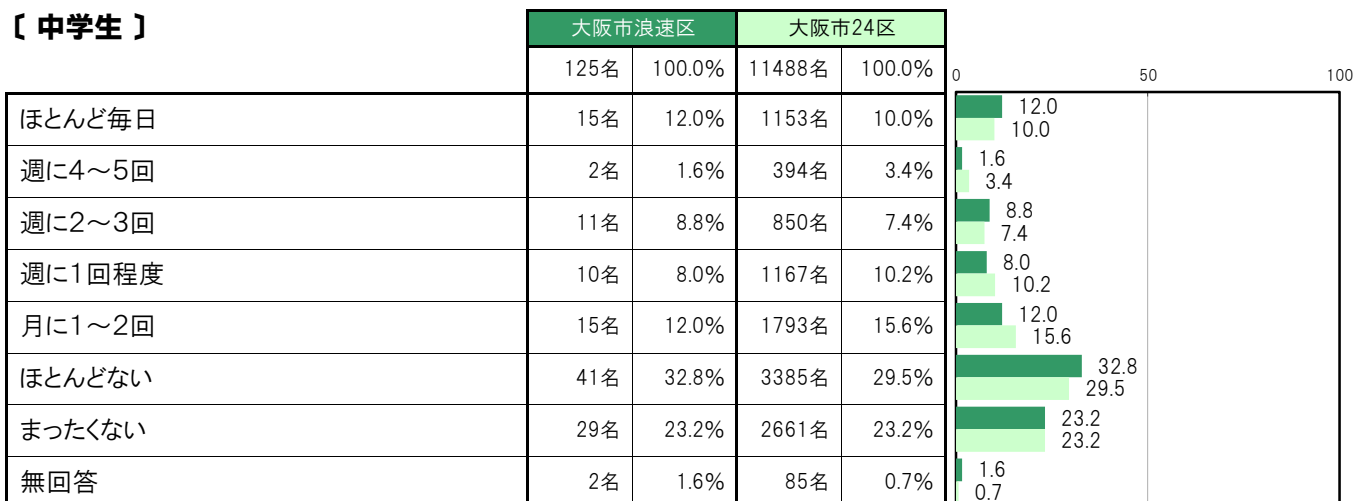 〔 中学生 〕
大阪市浪速区 大阪市24区
125名 100.0% 11488名 100.0%
0 50 100
ほとんど毎日 15名 12.0% 1153名 10.0%
12.0
10.0
週に4～5回 2名 1.6% 394名 3.4%
1.6
3.4
週に2～3回 11名 8.8% 850名 7.4%
8.8
7.4
週に1回程度 10名 8.0% 1167名 10.2%
8.0
10.2
月に1～2回 15名 12.0% 1793名 15.6%
12.0
15.6
ほとんどない 41名 32.8% 3385名 29.5%
32.8
29.5
まったくない 29名 23.2% 2661名 23.2%
23.2
23.2
無回答 2名 1.6% 85名 0.7%
1.6
0.7